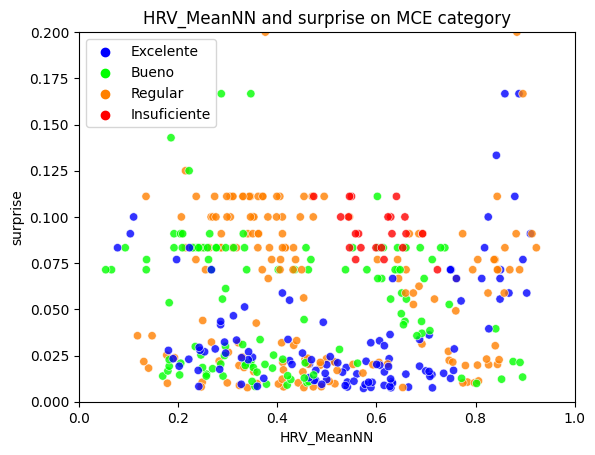 HRV_MeanNN and surprise on MCE category
Excelente
Bueno
Regular
Insuficiente
surprise
0.200
0.175
0.150
0.125
0.100
0.075
0.050
0.025
0.000
0.0 0.2 0.4 0.6 0.8 1.0
HRV_MeanNN